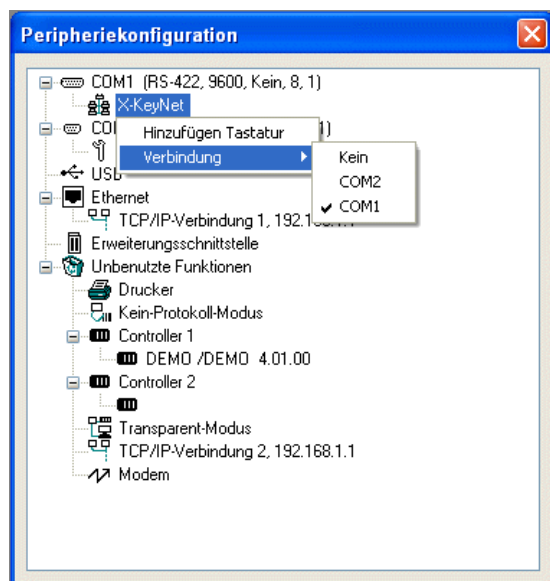 Peripheriekonfiguration
COM1 (RS-422, 9600, Kein, 8, 1)
X-KeyNet
Hinzufügen Tastatur
Verbindung
Kein
COM2
COM1
USB
Ethernet
TCP/IP-Verbindung 1,
Erweiterungsschnittstelle
Unbenutzte Funktionen
Drucker
Kein-Protokoll-Modus
Controller 1
DEMO /DEMO 4.01.00
Controller 2
Transparent-Modus
TCP/IP-Verbindung 2, 192.168.1.1
Modem